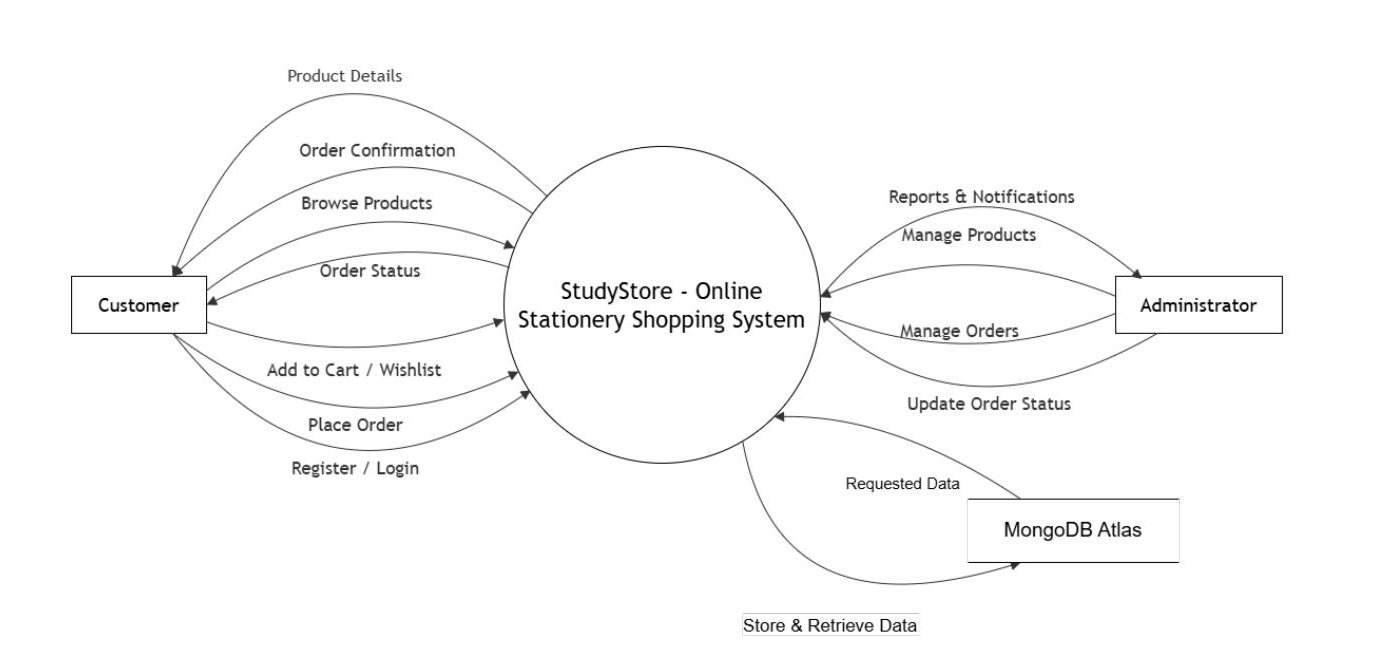 Product Details
Order Confirmation
Browse Products
Order Status
Customer
Add to Cart / Wishlist
Place Order
Register / Login
StudyStore - Online
Stationery Shopping System
Reports & Notifications
Manage Products
Administrator
Manage Orders
Update Order Status
Requested Data
MongoDB Atlas
Store & Retrieve Data